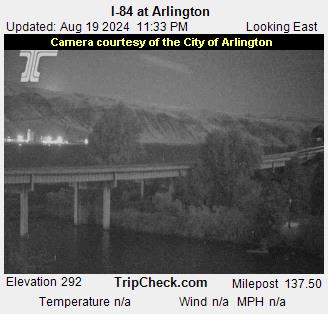 I-84 at Arlington
Updated: Aug 19 2024 11:33 PM Looking East
Camera courtesy of the City of Arlington
Elevation 292 TripCheck.com Milepost 137.50
Temperature n/a Wind n/a MPH n/a